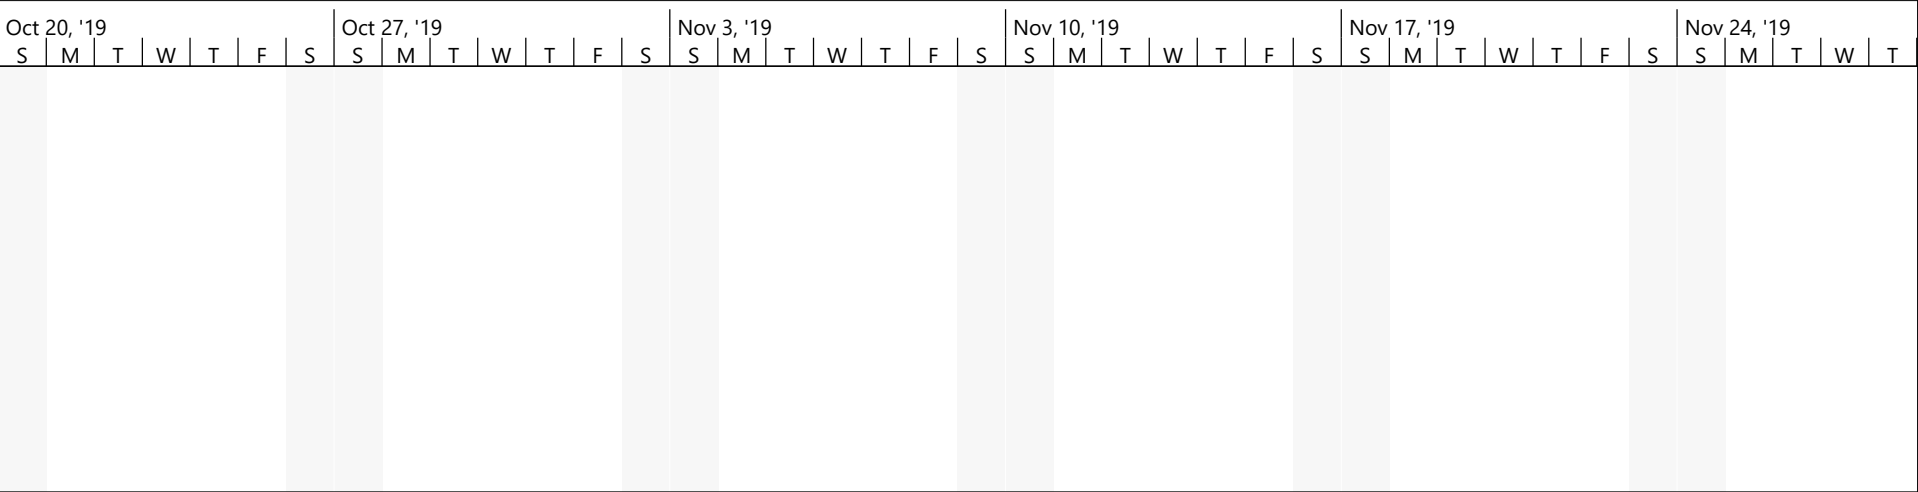 Oct 20, '19 Oct 27, '19 Nov 3, '19 Nov 10, '19 Nov 17, '19 Nov 24, '19
S M T W T F S S M T W T F S S M T W T F S S M T W T F S S M T W T F S S M T W T